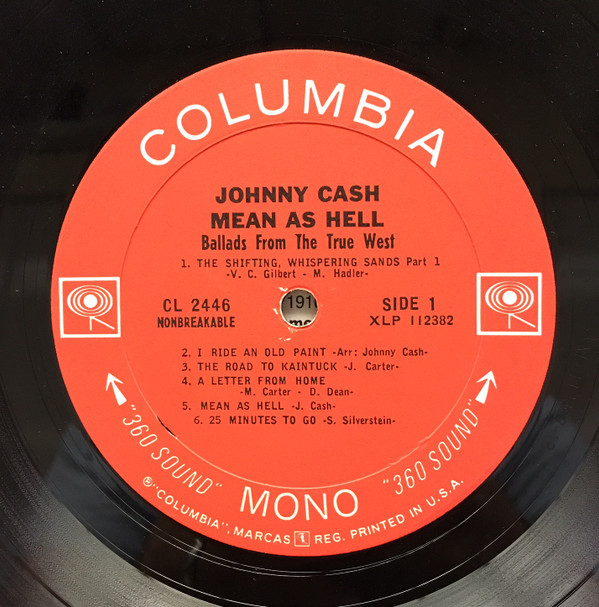 COLUMBIA
JOHNNY CASH
MEAN AS HELL
Ballads From The True West
1. THE SHIFTING, WHISPERING SANDS Part 1
-V. C. Gilbert - M. Hadler-
CL 2446
NONBREAKABLE
SIDE 1
XLP 112382
2. I RIDE AN OLD PAINT -Arr: Johnny Cash-
3. THE ROAD TO KAINTUCK -J. Carter-
4. A LETTER FROM HOME
-M. Carter - D. Dean-
5. MEAN AS HELL -J. Cash-
6. 25 MINUTES TO GO -S. Silverstein-
"360 SOUND" MONO "360 SOUND"
®"COLUMBIA", MARCAS REG. PRINTED IN U.S.A.